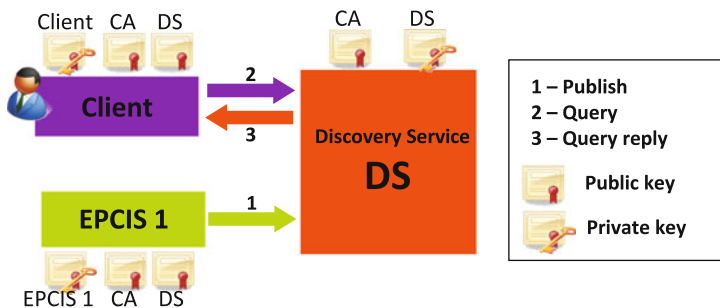 Client CA DS
CA DS
Client
2
3
Discovery Service
DS
EPCIS 1
1
EPCIS 1 CA DS
1 – Publish
2 – Query
3 – Query reply
Public key
Private key